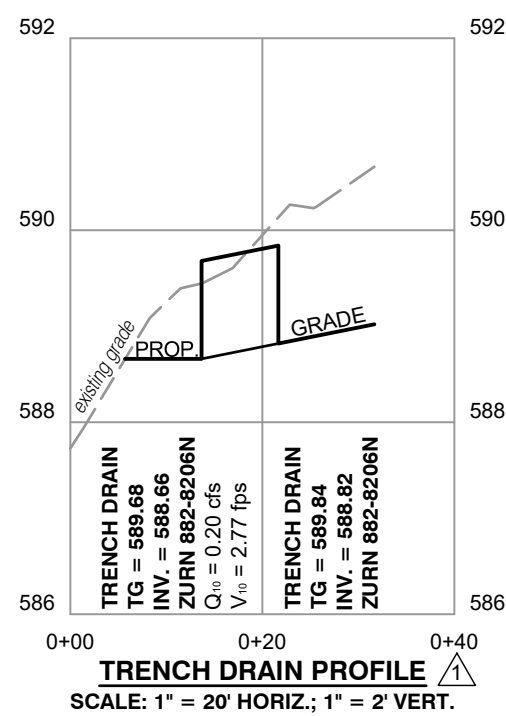 592 592
590 590
existing grade
PROP. GRADE
588 588
TRENCH DRAIN
TG = 589.68
INV. = 588.66
ZURN 882-8206N
Q₁₀ = 0.20 cfs
V₁₀ = 2.77 fps
TRENCH DRAIN
TG = 589.84
INV. = 588.82
ZURN 882-8206N
586 586
0+00 0+20 0+40
TRENCH DRAIN PROFILE 1
SCALE: 1" = 20' HORIZ.; 1" = 2' VERT.